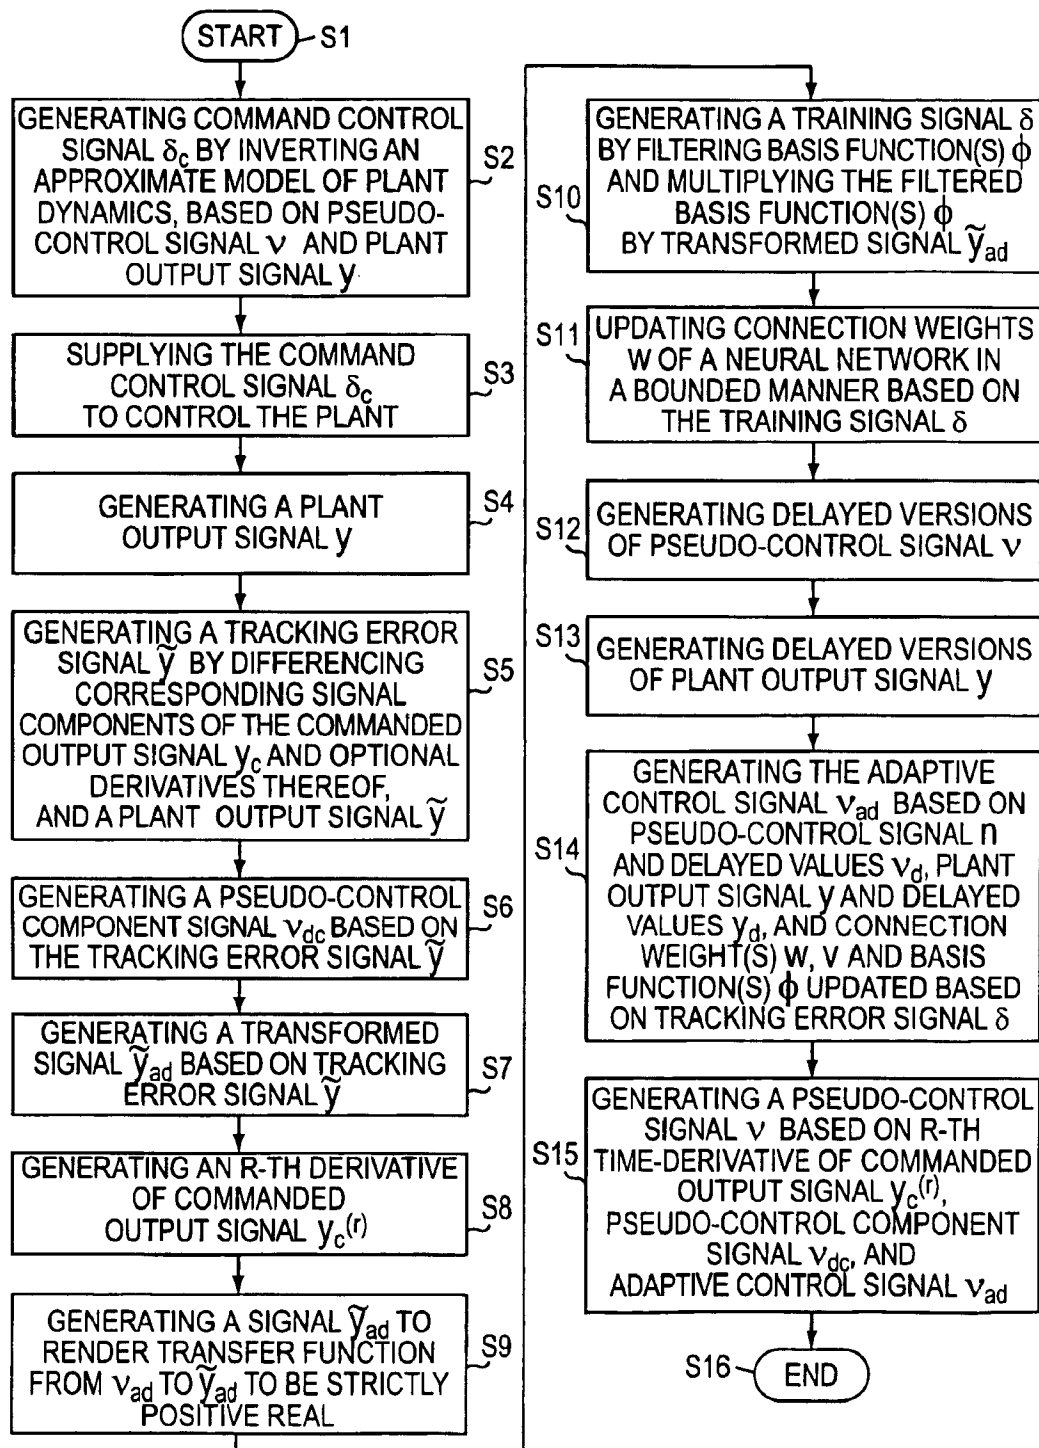 START
S1
GENERATING COMMAND CONTROL
SIGNAL δc BY INVERTING AN
APPROXIMATE MODEL OF PLANT
DYNAMICS, BASED ON PSEUDO-
CONTROL SIGNAL ν AND PLANT
OUTPUT SIGNAL y
S2
SUPPLYING THE COMMAND
CONTROL SIGNAL δc
TO CONTROL THE PLANT
S3
GENERATING A PLANT
OUTPUT SIGNAL y
S4
GENERATING A TRACKING ERROR
SIGNAL ỹ BY DIFFERENCING
CORRESPONDING SIGNAL
COMPONENTS OF THE COMMANDED
OUTPUT SIGNAL yc AND OPTIONAL
DERIVATIVES THEREOF,
AND A PLANT OUTPUT SIGNAL ỹ
S5
GENERATING A PSEUDO-CONTROL
COMPONENT SIGNAL νdc BASED ON
THE TRACKING ERROR SIGNAL ỹ
S6
GENERATING A TRANSFORMED
SIGNAL ỹad BASED ON TRACKING
ERROR SIGNAL ỹ
S7
GENERATING AN R-TH DERIVATIVE
OF COMMANDED
OUTPUT SIGNAL yc(r)
S8
GENERATING A SIGNAL ỹad TO
RENDER TRANSFER FUNCTION
FROM νad TO ỹad TO BE STRICTLY
POSITIVE REAL
S9
GENERATING A TRAINING SIGNAL δ
BY FILTERING BASIS FUNCTION(S) ϕ
AND MULTIPLYING THE FILTERED
BASIS FUNCTION(S) ϕ
BY TRANSFORMED SIGNAL ỹad
S10
UPDATING CONNECTION WEIGHTS
W OF A NEURAL NETWORK IN
A BOUNDED MANNER BASED ON
THE TRAINING SIGNAL δ
S11
GENERATING DELAYED VERSIONS
OF PSEUDO-CONTROL SIGNAL ν
S12
GENERATING DELAYED VERSIONS
OF PLANT OUTPUT SIGNAL y
S13
GENERATING THE ADAPTIVE
CONTROL SIGNAL νad BASED ON
PSEUDO-CONTROL SIGNAL n
AND DELAYED VALUES νd, PLANT
OUTPUT SIGNAL y AND DELAYED
VALUES yd, AND CONNECTION
WEIGHT(S) W, V AND BASIS
FUNCTION(S) ϕ UPDATED BASED
ON TRACKING ERROR SIGNAL δ
S14
GENERATING A PSEUDO-CONTROL
SIGNAL ν BASED ON R-TH
TIME-DERIVATIVE OF COMMANDED
OUTPUT SIGNAL yc(r),
PSEUDO-CONTROL COMPONENT
SIGNAL νdc, AND
ADAPTIVE CONTROL SIGNAL νad
S15
S16
END